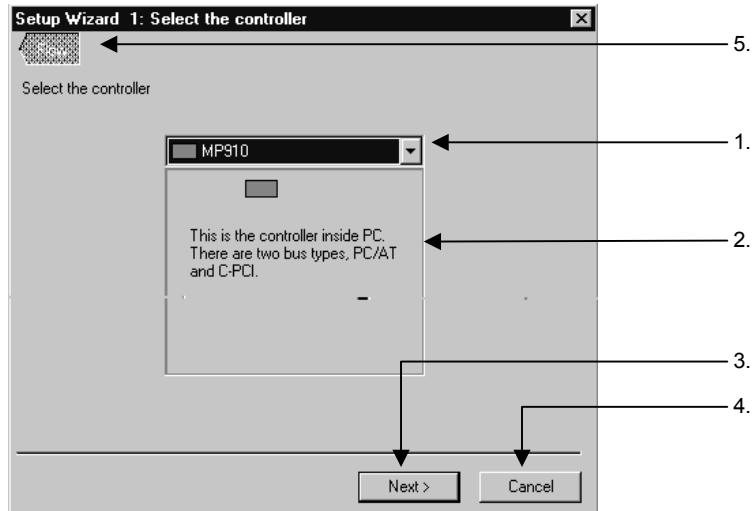 Setup Wizard 1: Select the controller
5.
Select the controller
MP910
1.
This is the controller inside PC.
There are two bus types, PC/AT
and C-PCI.
2.
3.
4.
Next >
Cancel